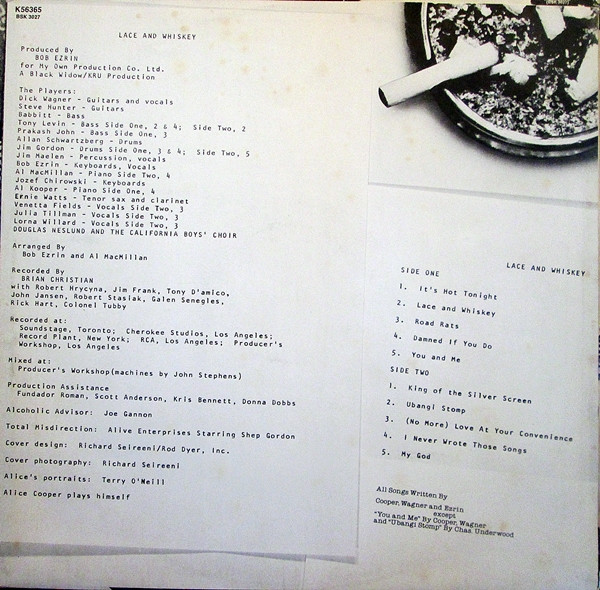 K56365
BSK 3027
LACE AND WHISKEY
Produced By
BOB EZRIN
for My Own Production Co. Ltd.
A Black Widow/KRU Production
The Players:
Dick Wagner - Guitars and vocals
Steve Hunter - Guitars
Babbitt - Bass
Tony Levin - Bass Side One, 2 & 4; Side Two, 2
Prakash John - Bass Side One, 3
Allan Schwartzberg - Drums
Jim Gordon - Drums Side One, 3 & 4; Side Two, 5
Jim Maelen - Percussion, vocals
Bob Ezrin - Keyboards, Vocals
Al MacMillan - Piano Side Two, 4
Jozef Chirowski - Keyboards
Al Kooper - Piano Side One, 4
Ernie Watts - Tenor sax and clarinet
Venetta Fields - Vocals Side Two, 3
Julia Tillman - Vocals Side Two, 3
Lorna Willard - Vocals Side Two, 3
DOUGLAS NESLUND AND THE CALIFORNIA BOYS' CHOIR
Arranged By
Bob Ezrin and Al MacMillan
Recorded By
BRIAN CHRISTIAN
with Robert Hrycyna, Jim Frank, Tony D'amico,
John Jansen, Robert Stasiak, Galen Senegles,
Rick Hart, Colonel Tubby
Recorded at:
Soundstage, Toronto; Cherokee Studios, Los Angeles;
Record Plant, New York; RCA, Los Angeles; Producer's
Workshop, Los Angeles
Mixed at:
Producer's Workshop(machines by John Stephens)
Production Assistance
Fundador Roman, Scott Anderson, Kris Bennett, Donna Dobbs
Alcoholic Advisor: Joe Gannon
Total Misdirection: Alive Enterprises Starring Shep Gordon
Cover design: Richard Seireeni/Rod Dyer, Inc.
Cover photography: Richard Seireeni
Alice's portraits: Terry O'Neill
Alice Cooper plays himself
BSK 3027
LACE AND WHISKEY
SIDE ONE
1. It's Hot Tonight
2. Lace and Whiskey
3. Road Rats
4. Damned If You Do
5. You and Me
SIDE TWO
1. King of the Silver Screen
2. Ubangi Stomp
3. (No More) Love At Your Convenience
4. I Never Wrote Those Songs
5. My God
All Songs Written By
Cooper, Wagner and Ezrin
except
"You and Me" By Cooper, Wagner
and "Ubangi Stomp" By Chas. Underwood